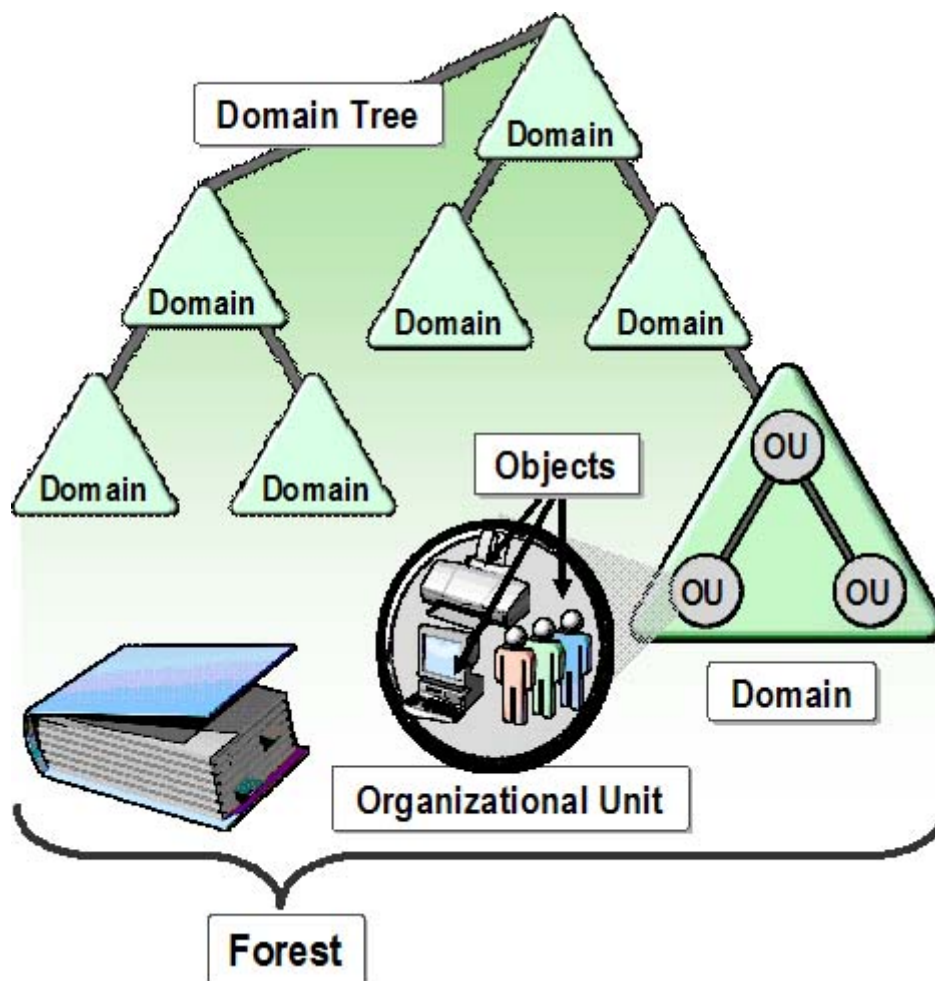 Domain Tree
Domain
Domain
Domain
Domain
Domain
Domain
Objects
OU
OU
OU
Domain
Organizational Unit
Forest